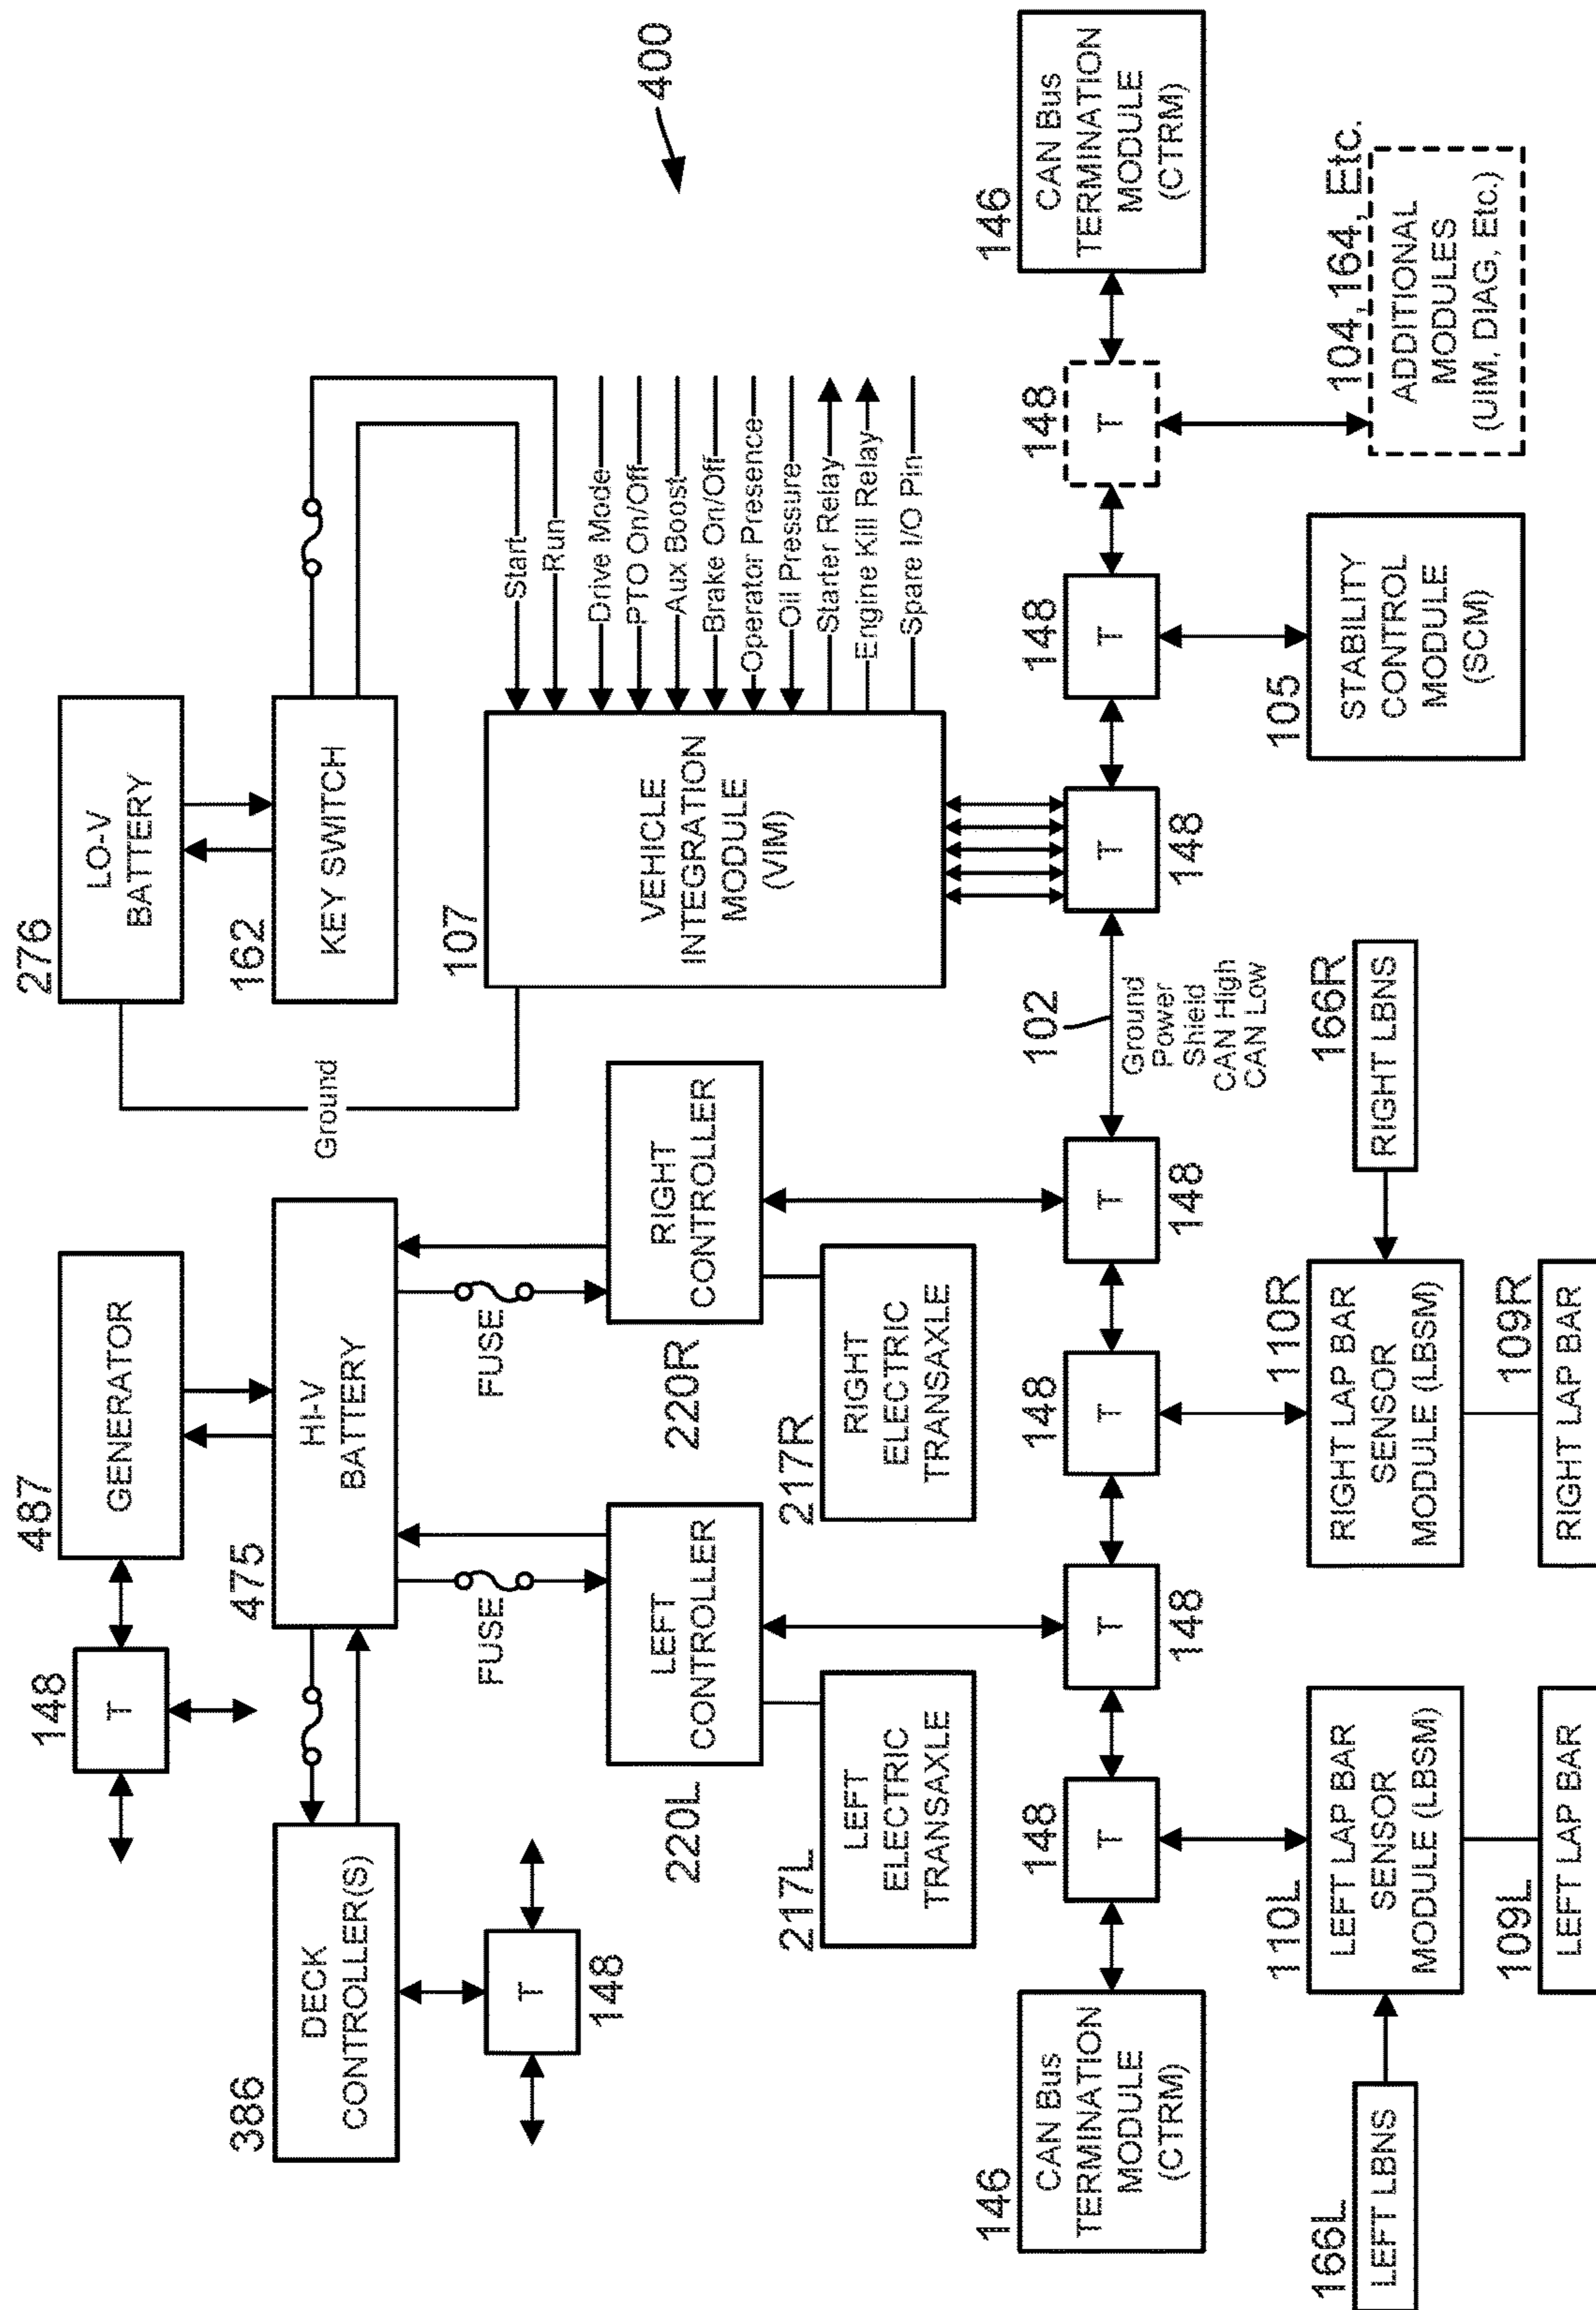 400
487
GENERATOR
276
LO-V
BATTERY
148
T
475
HI-V
BATTERY
162
KEY SWITCH
386
DECK
CONTROLLER(S)
T
148
Ground
FUSE
FUSE
Start
Run
Drive Mode
PTO On/Off
Aux Boost
Brake On/Off
Operator Presence
Oil Pressure
Starter Relay
Engine Kill Relay
Spare I/O Pin
107
VEHICLE
INTEGRATION
MODULE
(VIM)
220L
LEFT
CONTROLLER
220R
RIGHT
CONTROLLER
217L
LEFT
ELECTRIC
TRANSAXLE
217R
RIGHT
ELECTRIC
TRANSAXLE
146
CAN Bus
TERMINATION
MODULE
(CTRM)
148
T
T
148
148
T
T
148
102
Ground
Power
Shield
CAN High
CAN Low
T
148
148
T
148
T
146
CAN Bus
TERMINATION
MODULE
(CTRM)
166L
LEFT LBNS
110L
LEFT LAP BAR
SENSOR
MODULE (LBSM)
110R
RIGHT LAP BAR
SENSOR
MODULE (LBSM)
166R
RIGHT LBNS
105
STABILITY
CONTROL
MODULE
(SCM)
104, 164, Etc.
ADDITIONAL
MODULES
(UIM, DIAG, Etc.)
109L
LEFT LAP BAR
109R
RIGHT LAP BAR